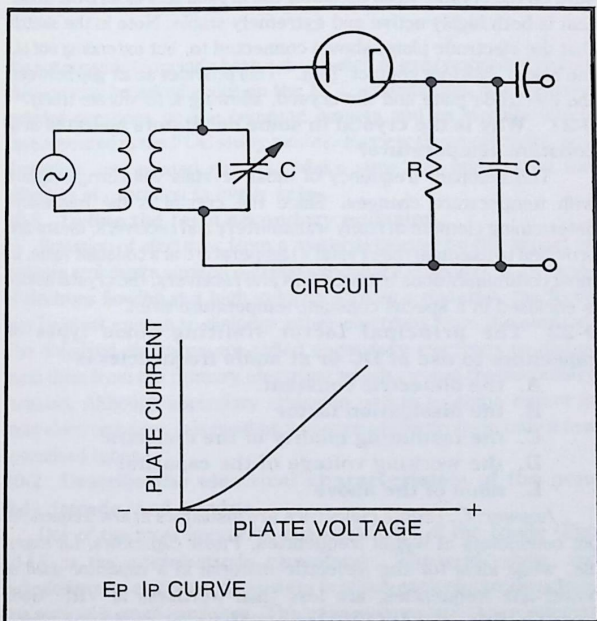 I C
R
C
CIRCUIT
PLATE CURRENT
− 0 PLATE VOLTAGE +
EP IP CURVE